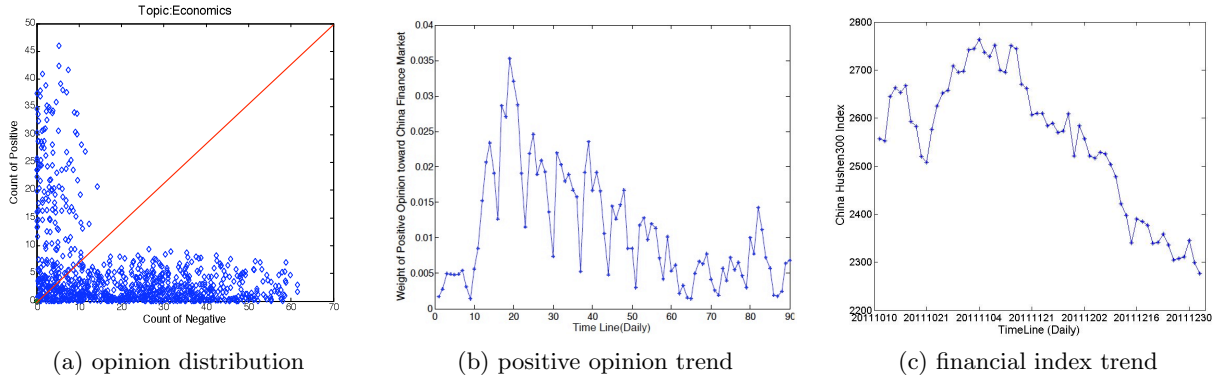 Topic:Economics
50
45
40
35
30
25
20
15
10
5
0
0 10 20 30 40 50 60 70
Count of Positive
Count of Negative
(a) opinion distribution
0.04
0.035
0.03
0.025
0.02
0.015
0.01
0.005
0
0 10 20 30 40 50 60 70 80 90
Weight of Positive Opinion toward China Finance Market
Time Line(Daily)
(b) positive opinion trend
2800
2700
2600
2500
2400
2300
2200
20111010 20111021 20111104 20111121 20111202 20111216 20111230
China Hushen300 Index
TimeLine (Daily)
(c) financial index trend